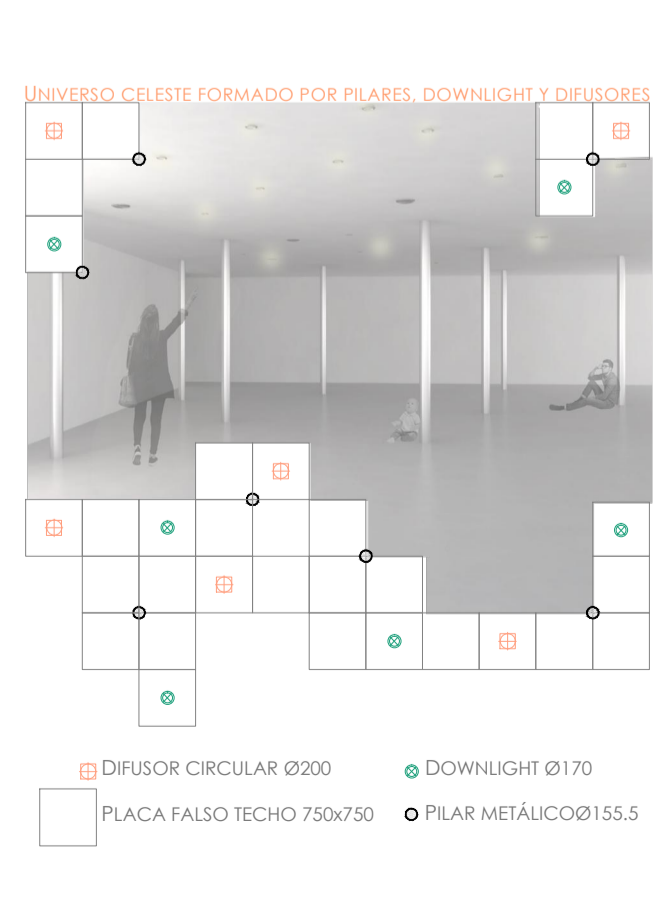 UNIVERSO CELESTE FORMADO POR PILARES, DOWNLIGHT Y DIFUSORES
DIFUSOR CIRCULAR Ø200
DOWNLIGHT Ø170
PLACA FALSO TECHO 750x750
PILAR METÁLICOØ155.5